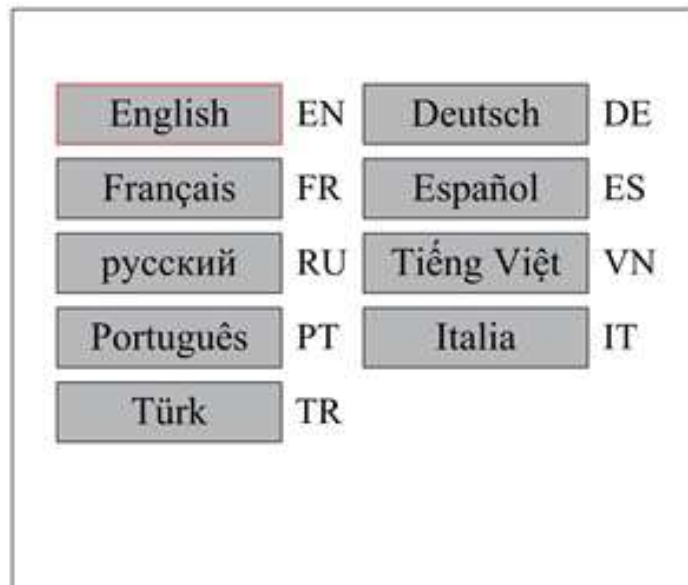 English EN Deutsch DE
Français FR Español ES
русский RU Tiếng Việt VN
Português PT Italia IT
Türk TR